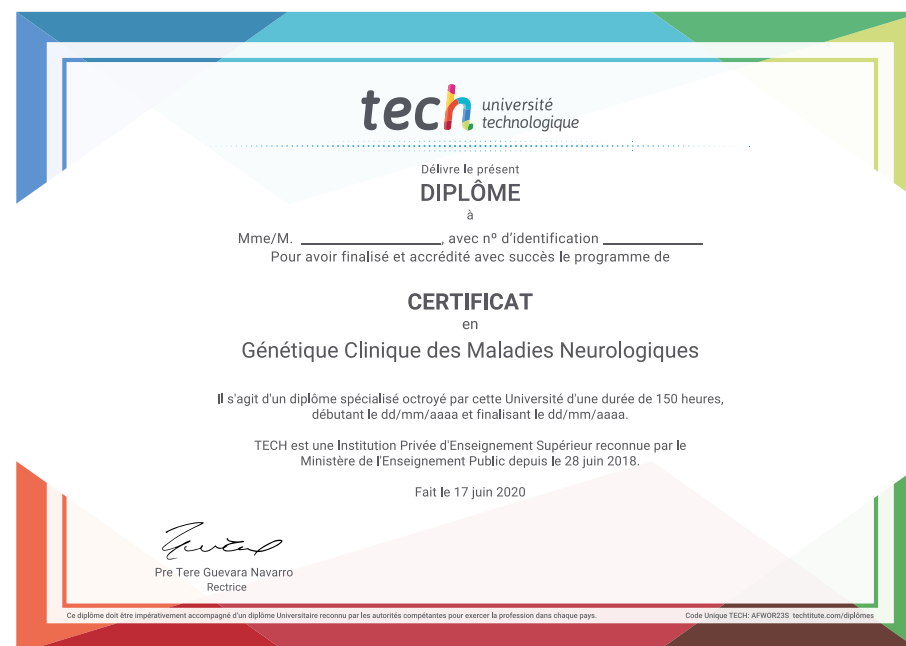 tech université
technologique
Délivre le présent
DIPLÔME
à
Mme/M. ____________________, avec nº d'identification ______________
Pour avoir finalisé et accrédité avec succès le programme de
CERTIFICAT
en
Génétique Clinique des Maladies Neurologiques
Il s'agit d'un diplôme spécialisé octroyé par cette Université d'une durée de 150 heures,
débutant le dd/mm/aaaa et finalisant le dd/mm/aaaa.
TECH est une Institution Privée d'Enseignement Supérieur reconnue par le
Ministère de l'Enseignement Public depuis le 28 juin 2018.
Fait le 17 juin 2020
Pre Tere Guevara Navarro
Rectrice
Ce diplôme doit être impérativement accompagné d'un diplôme Universitaire reconnu par les autorités compétantes pour exercer la profession dans chaque pays.
Code Unique TECH: AFWOR23S techtitute.com/diplômes